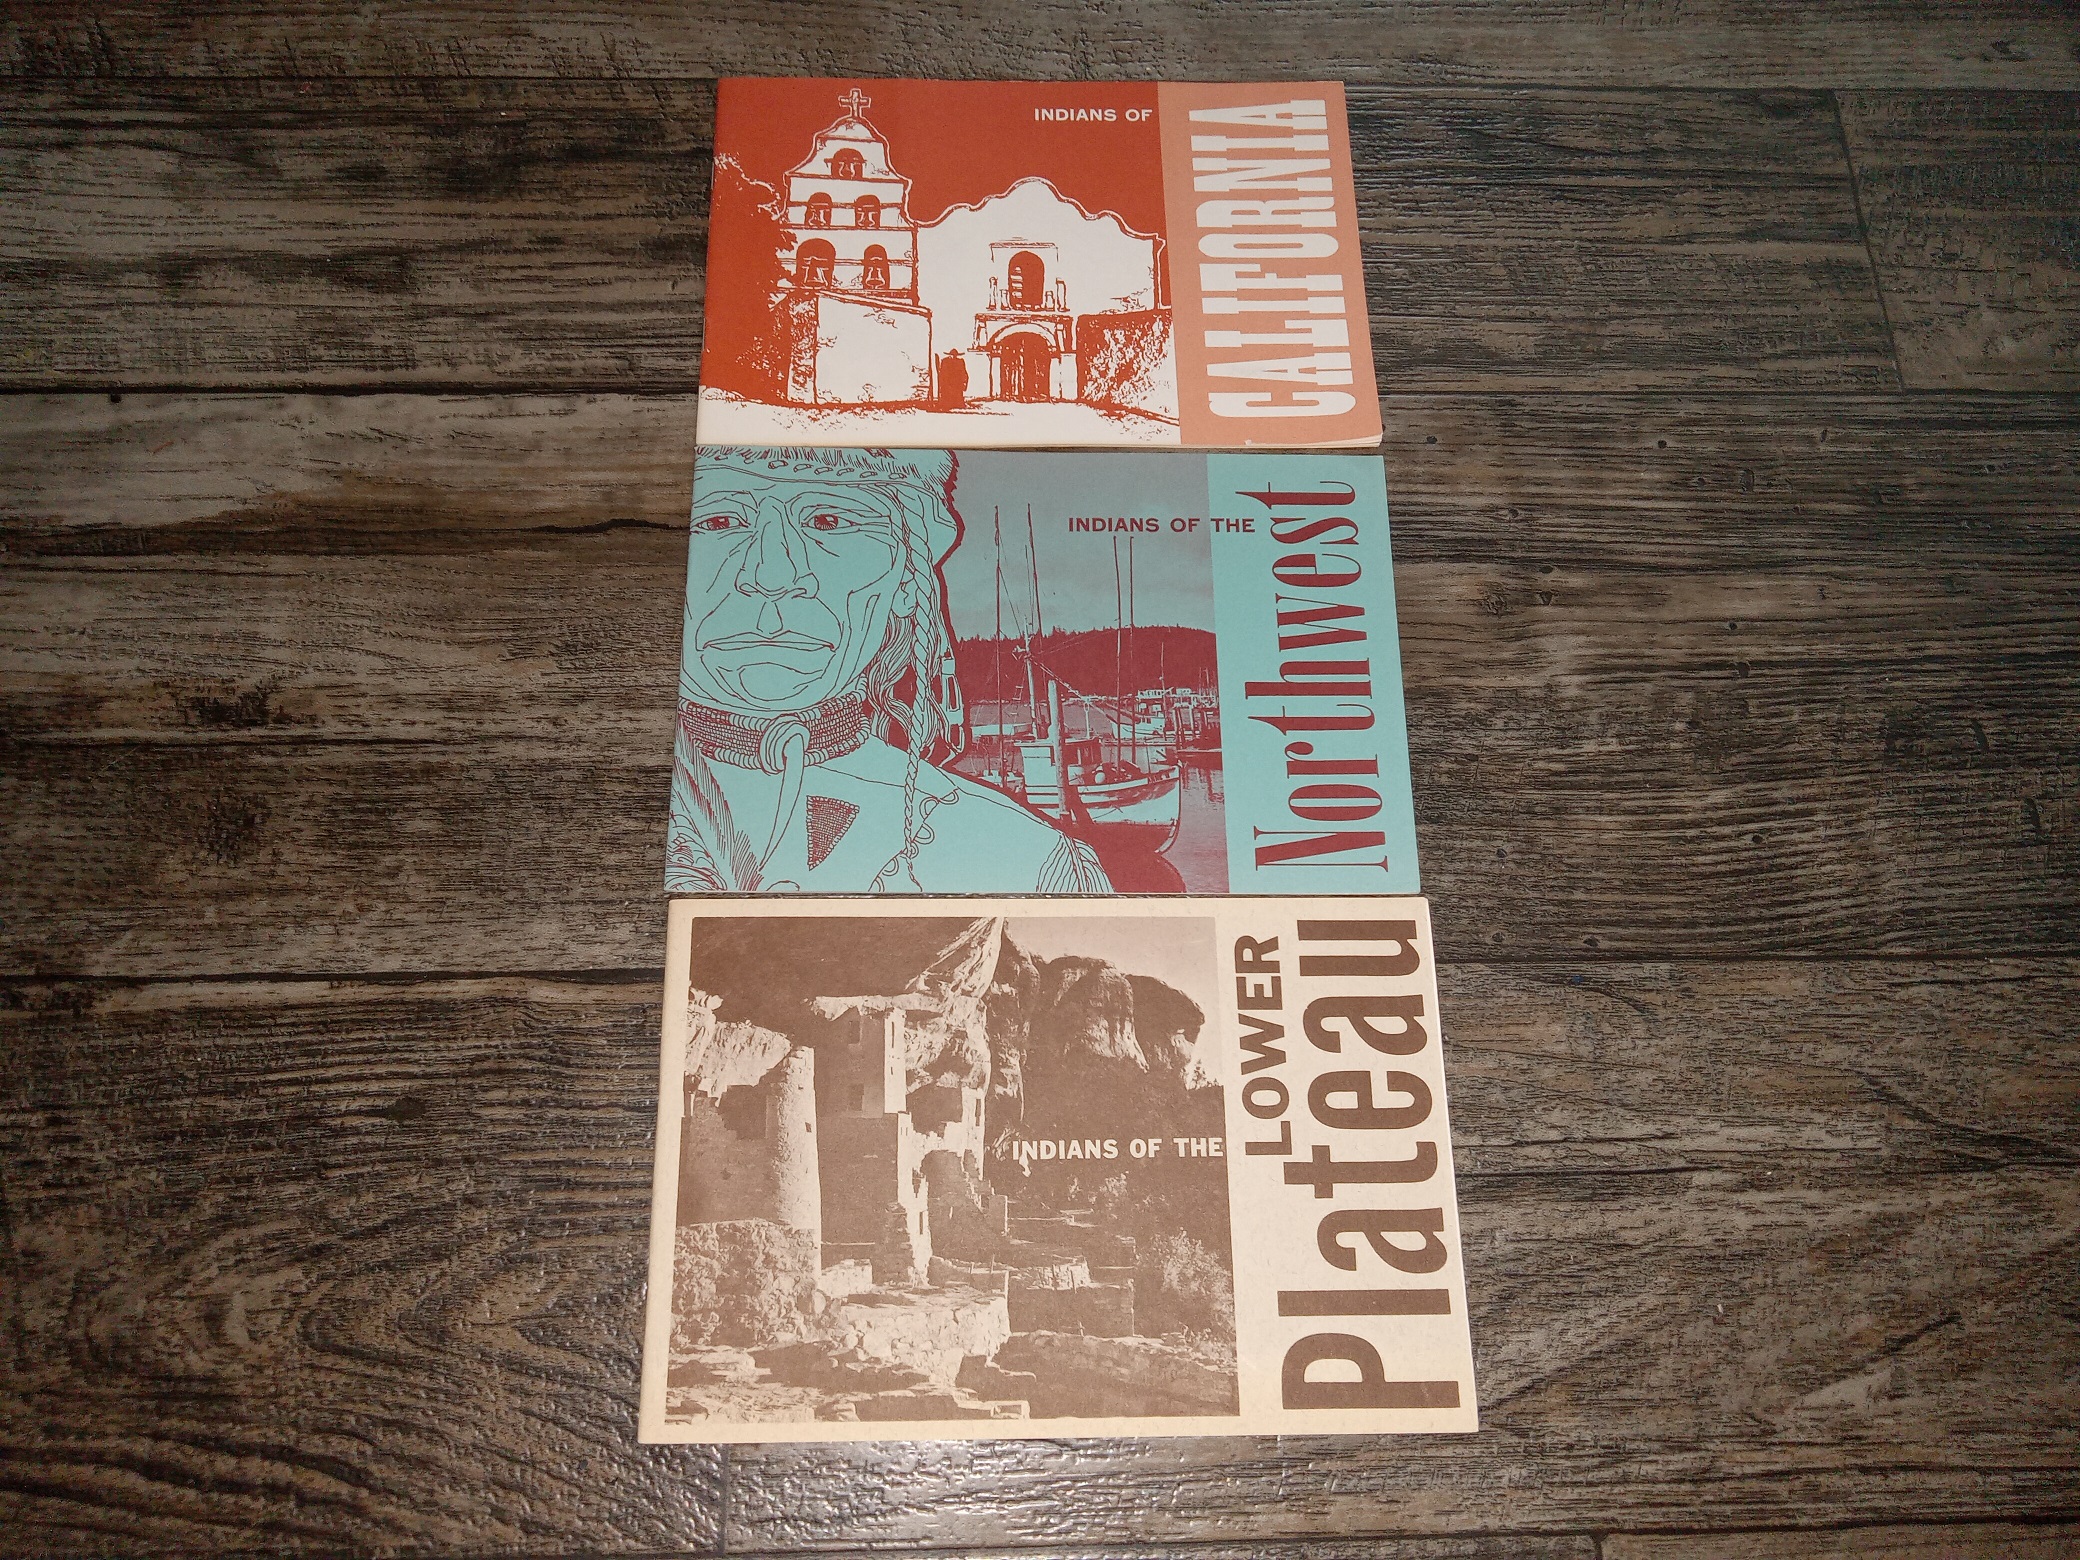 INDIANS OF
CALIFORNIA
INDIANS OF THE
Northwest
INDIANS OF THE
LOWER
Plateau